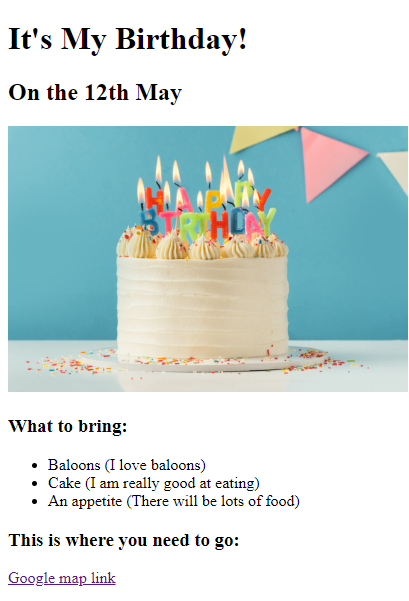 It's My Birthday!
On the 12th May
HAPPY
BIRTHDAY
What to bring:
Baloons (I love baloons)
Cake (I am really good at eating)
An appetite (There will be lots of food)
This is where you need to go:
Google map link